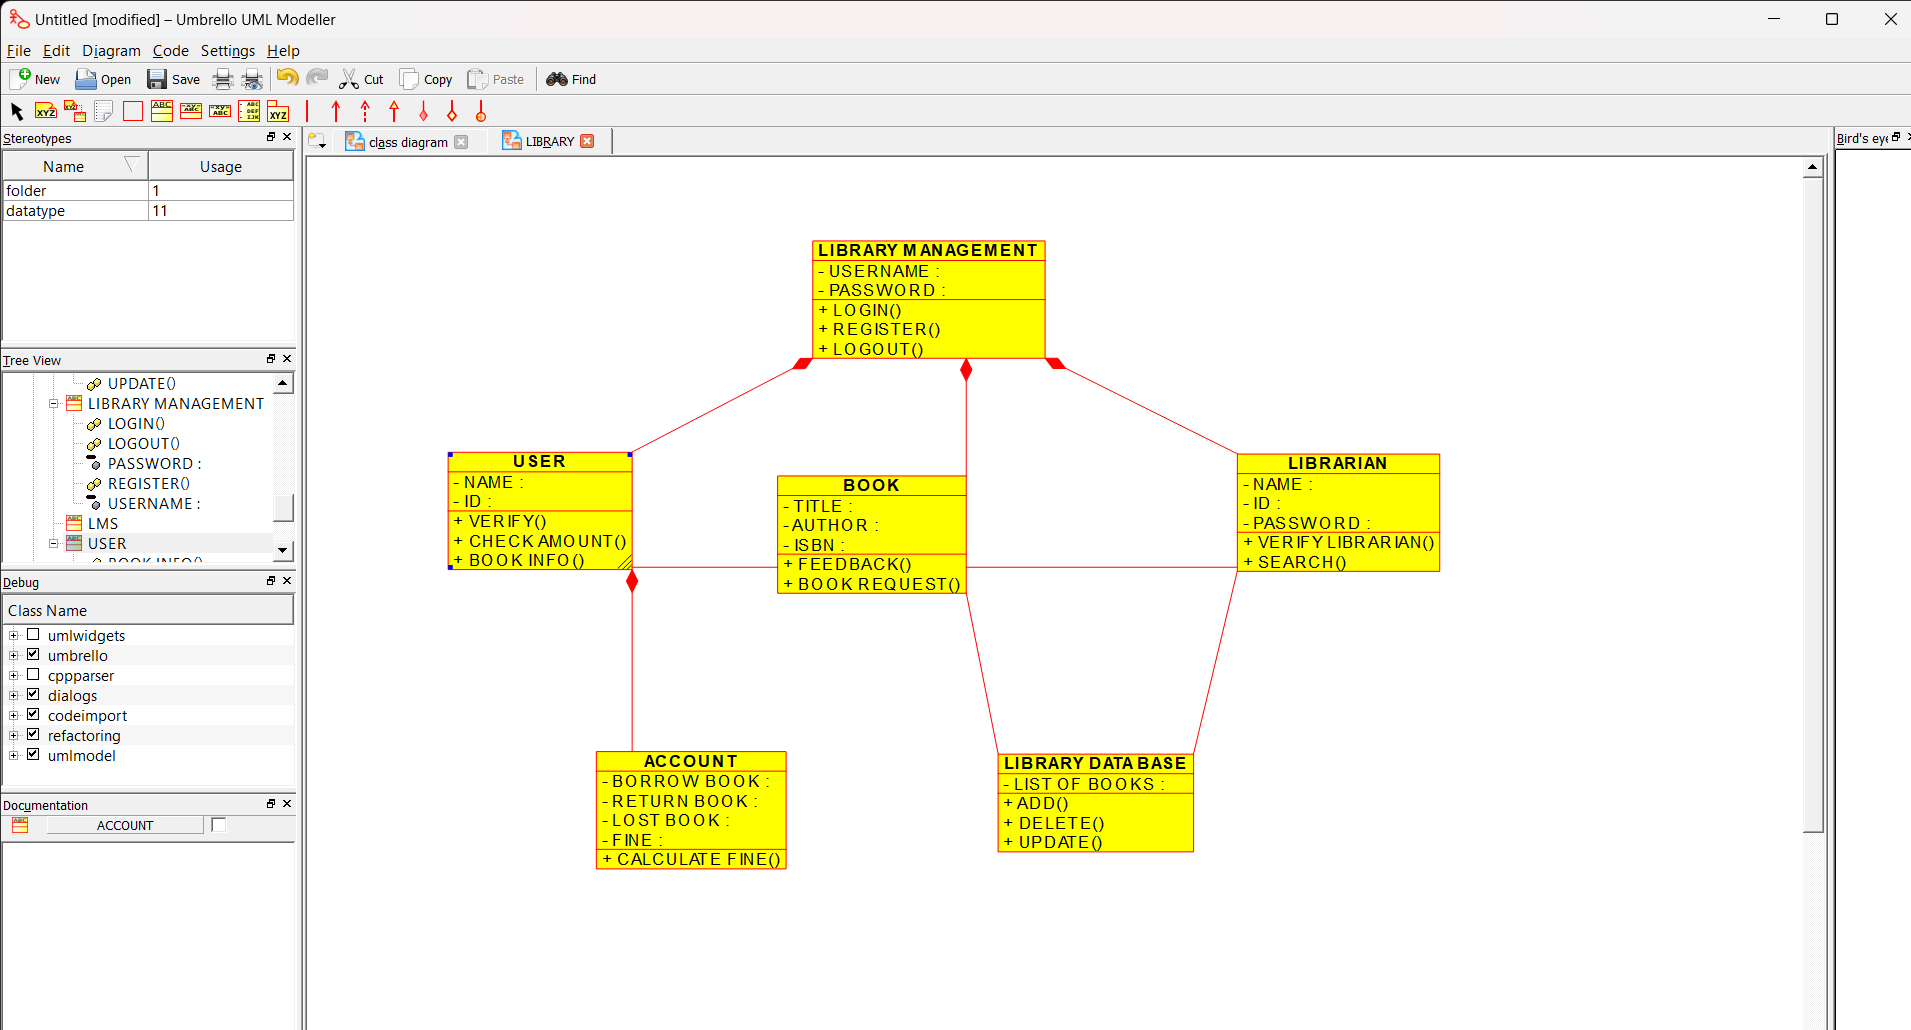 Untitled [modified] – Umbrello UML Modeller
File Edit Diagram Code Settings Help
New Open Save Cut Copy Paste Find
Stereotypes
Name Usage
folder 1
datatype 11
Tree View
UPDATE()
LIBRARY MANAGEMENT
LOGIN()
LOGOUT()
PASSWORD :
REGISTER()
USERNAME :
LMS
USER
BOOK INFO()
Debug
Class Name
umlwidgets
umbrello
cppparser
dialogs
codeimport
refactoring
umlmodel
Documentation
ACCOUNT
class diagram LIBRARY
Bird's eye
LIBRARY MANAGEMENT
- USERNAME :
- PASSWORD :
+ LOGIN()
+ REGISTER()
+ LOGOUT()
USER
- NAME :
- ID :
+ VERIFY()
+ CHECK AMOUNT()
+ BOOK INFO()
BOOK
- TITLE :
- AUTHOR :
- ISBN :
+ FEEDBACK()
+ BOOK REQUEST()
LIBRARIAN
- NAME :
- ID :
- PASSWORD :
+ VERIFY LIBRARIAN()
+ SEARCH()
ACCOUNT
- BORROW BOOK :
- RETURN BOOK :
- LOST BOOK :
- FINE :
+ CALCULATE FINE()
LIBRARY DATA BASE
- LIST OF BOOKS :
+ ADD()
+ DELETE()
+ UPDATE()